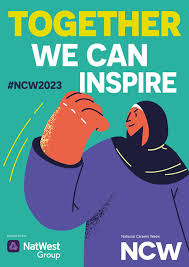 TOGETHER
WE CAN
#NCW2023
INSPIRE
NatWest
Group
National Careers Week
NCW